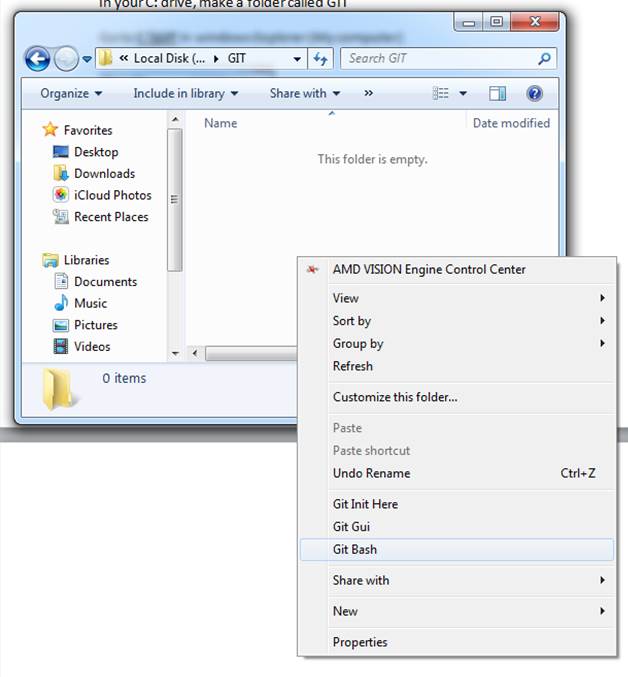 In your C: drive, make a folder called GIT
« Local Disk (... ▸ GIT
Search GIT
Organize
Include in library
Share with
»
Name
Date modified
This folder is empty.
Favorites
Desktop
Downloads
iCloud Photos
Recent Places
Libraries
Documents
Music
Pictures
Videos
0 items
AMD VISION Engine Control Center
View
Sort by
Group by
Refresh
Customize this folder...
Paste
Paste shortcut
Undo Rename Ctrl+Z
Git Init Here
Git Gui
Git Bash
Share with
New
Properties